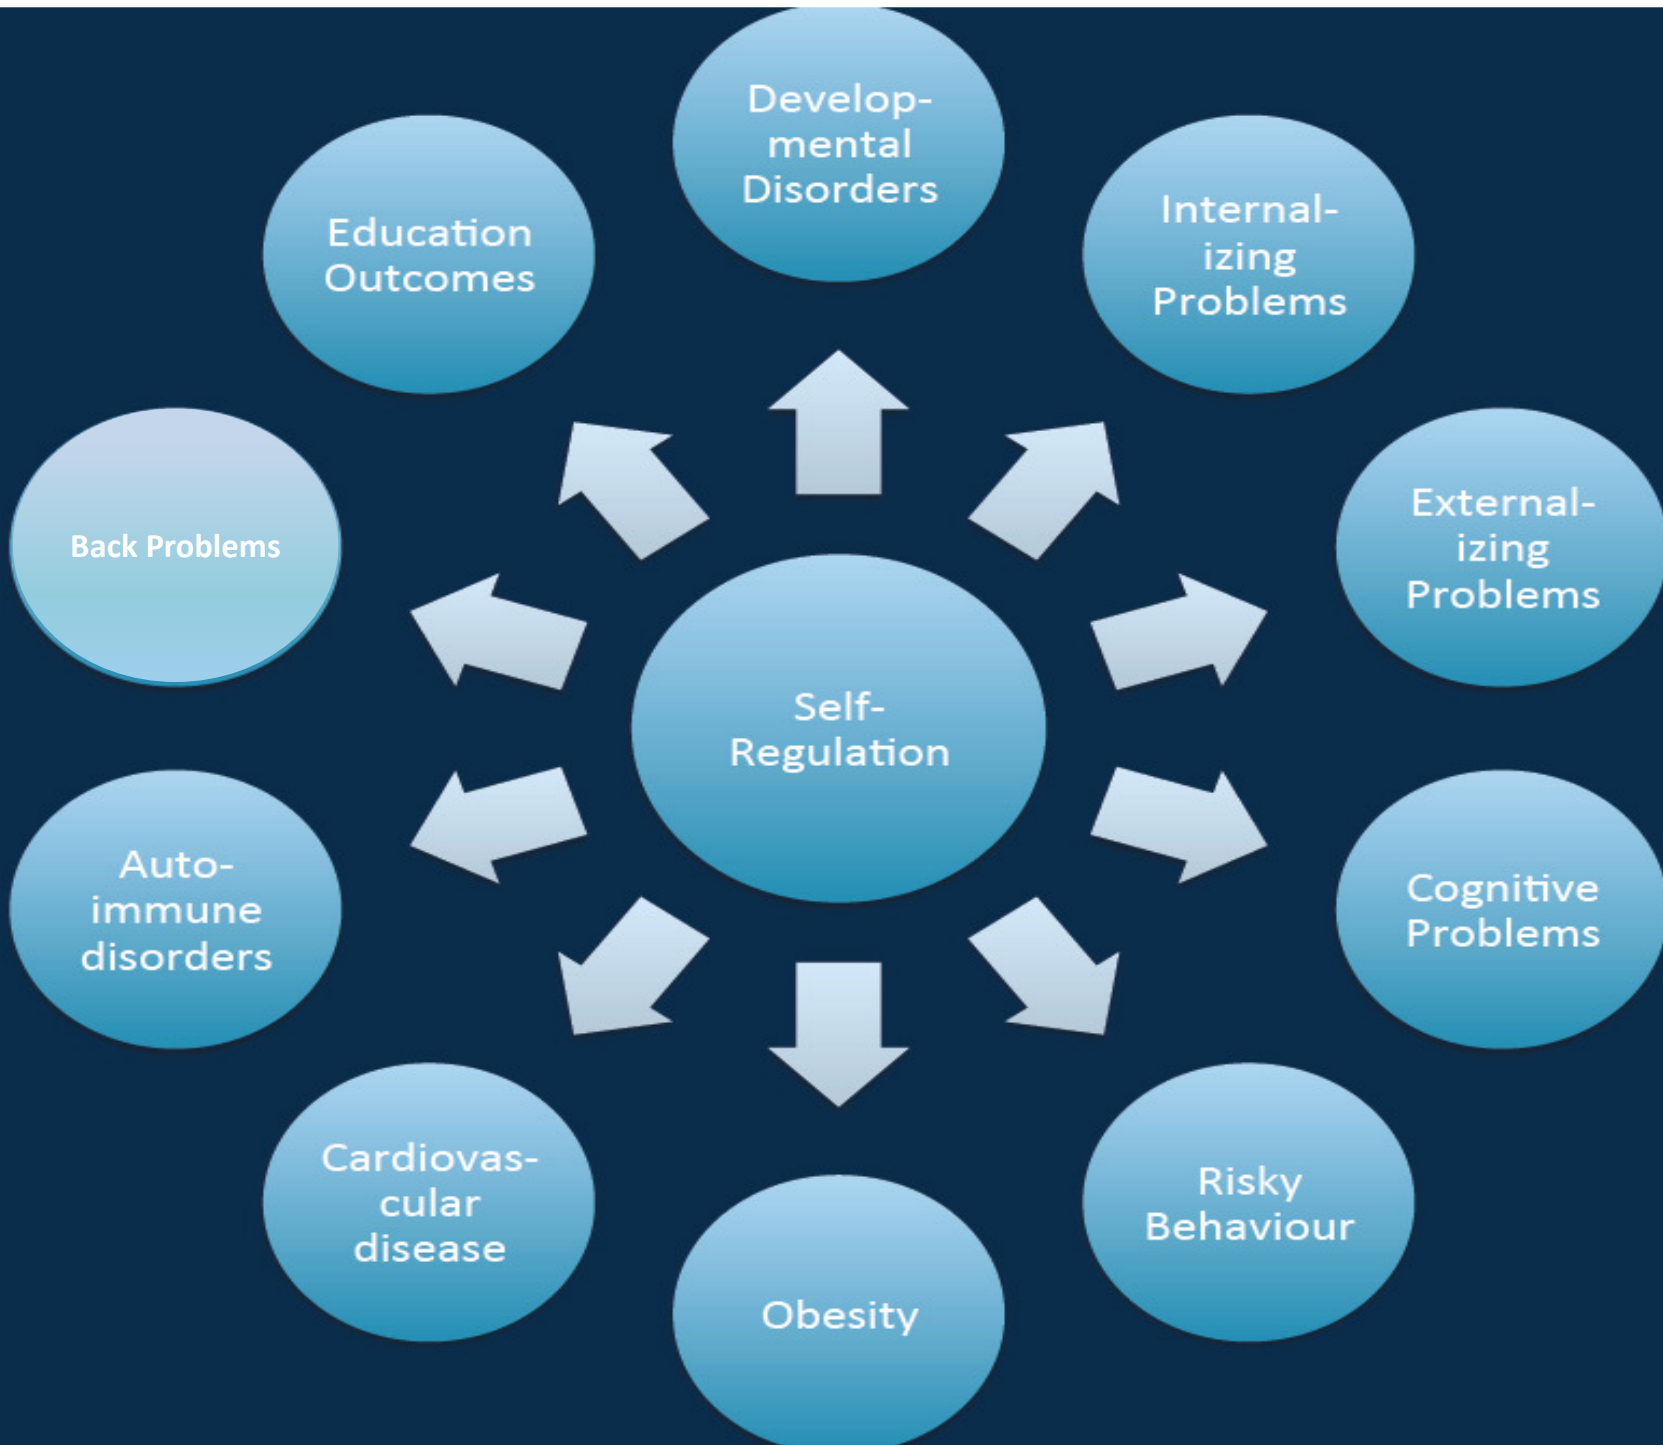 Develop-
mental
Disorders
Internal-
izing
Problems
External-
izing
Problems
Cognitive
Problems
Risky
Behaviour
Obesity
Cardiovas-
cular
disease
Auto-
immune
disorders
Back Problems
Education
Outcomes
Self-
Regulation